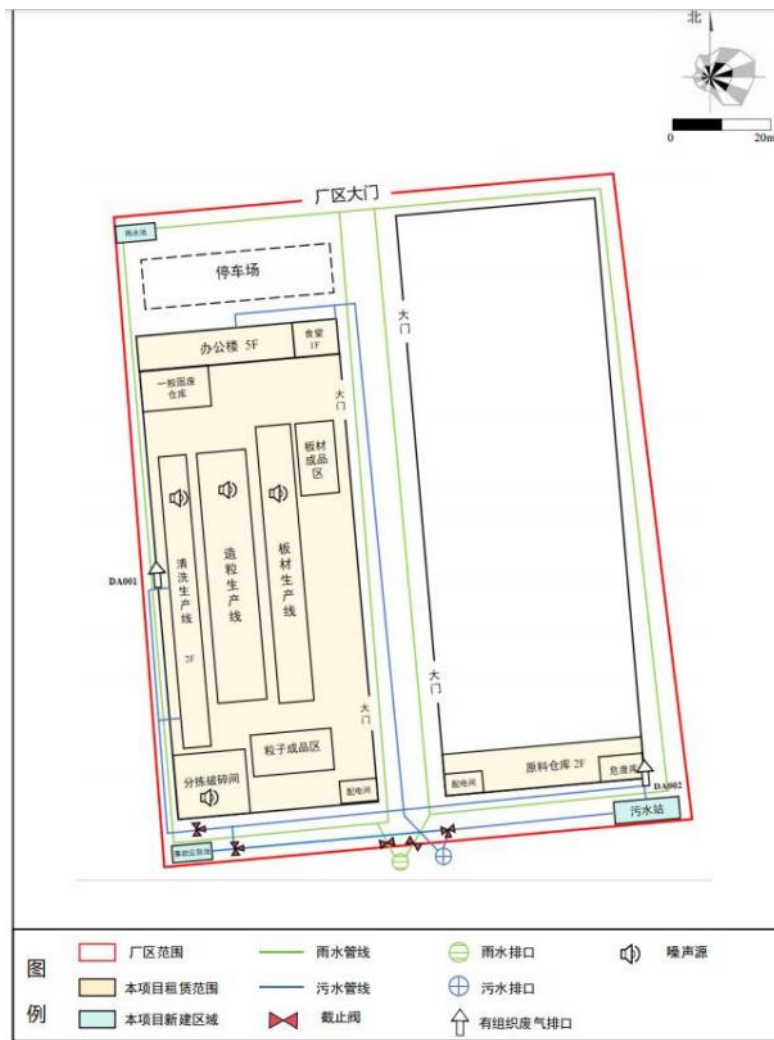 北
0 20m
厂区大门
雨水站
停车场
大门
办公楼 5F
食堂
1F
一般固废
仓库
大门
板材
成品
区
清洗生产线
2F
造粒生产线
板材生产线
DA001
大门
大门
粒子成品区
分拣破碎间
配电间
原料仓库 2F
配电间
危废库
DA002
污水站
事故应急池
图例
厂区范围
雨水管线
雨水排口
噪声源
本项目租赁范围
污水管线
污水排口
本项目新建区域
截止阀
有组织废气排口